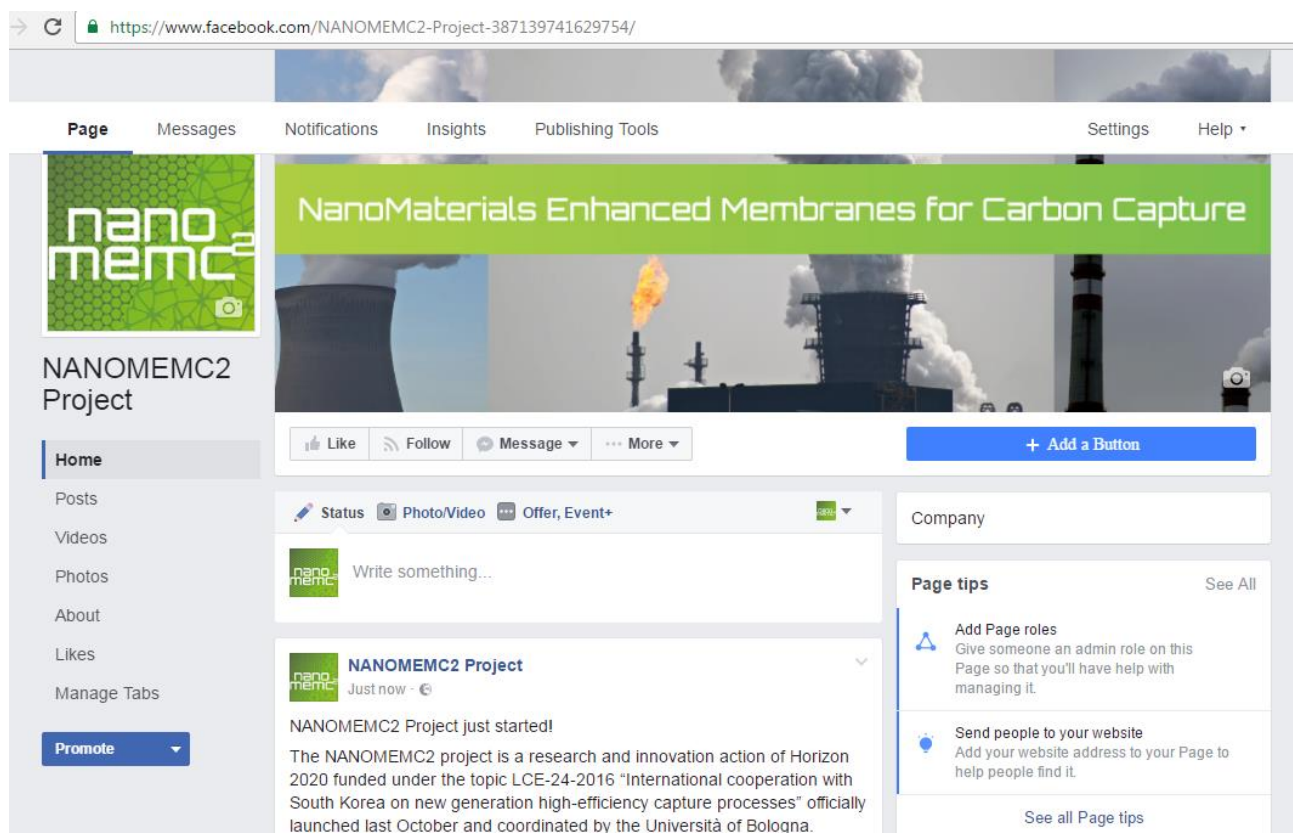 https://www.facebook.com/NANOMEMC2-Project-387139741629754/
Page Messages Notifications Insights Publishing Tools Settings Help
nano
memc2
NanoMaterials Enhanced Membranes for Carbon Capture
NANOMEMC2
Project
Like Follow Message More
+ Add a Button
Home
Posts
Videos
Photos
About
Likes
Manage Tabs
Promote
Status Photo/Video Offer, Event+
nano
memc2
Write something...
nano
memc2
NANOMEMC2 Project
Just now ·
NANOMEMC2 Project just started!
The NANOMEMC2 project is a research and innovation action of Horizon
2020 funded under the topic LCE-24-2016 “International cooperation with
South Korea on new generation high-efficiency capture processes” officially
launched last October and coordinated by the Università di Bologna.
Company
Page tips See All
Add Page roles
Give someone an admin role on this
Page so that you'll have help with
managing it.
Send people to your website
Add your website address to your Page to
help people find it.
See all Page tips